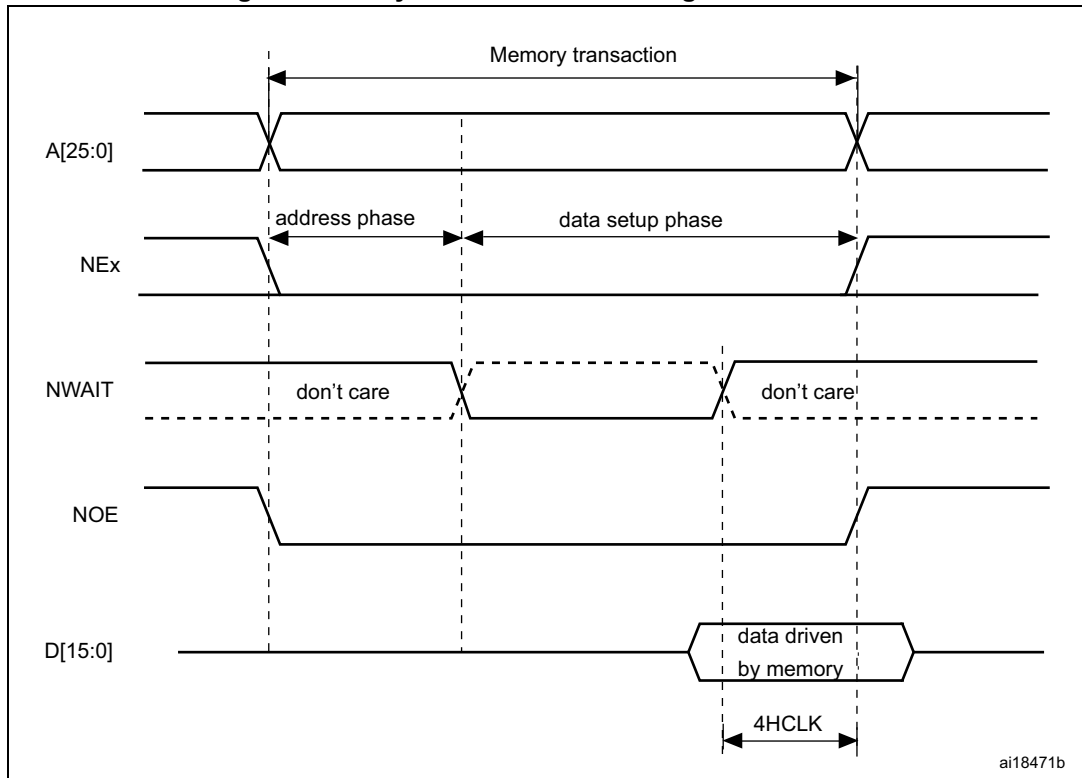 Memory transaction
A[25:0]
address phase
data setup phase
NEx
NWAIT
don't care
don't care
NOE
D[15:0]
data driven
by memory
4HCLK
ai18471b